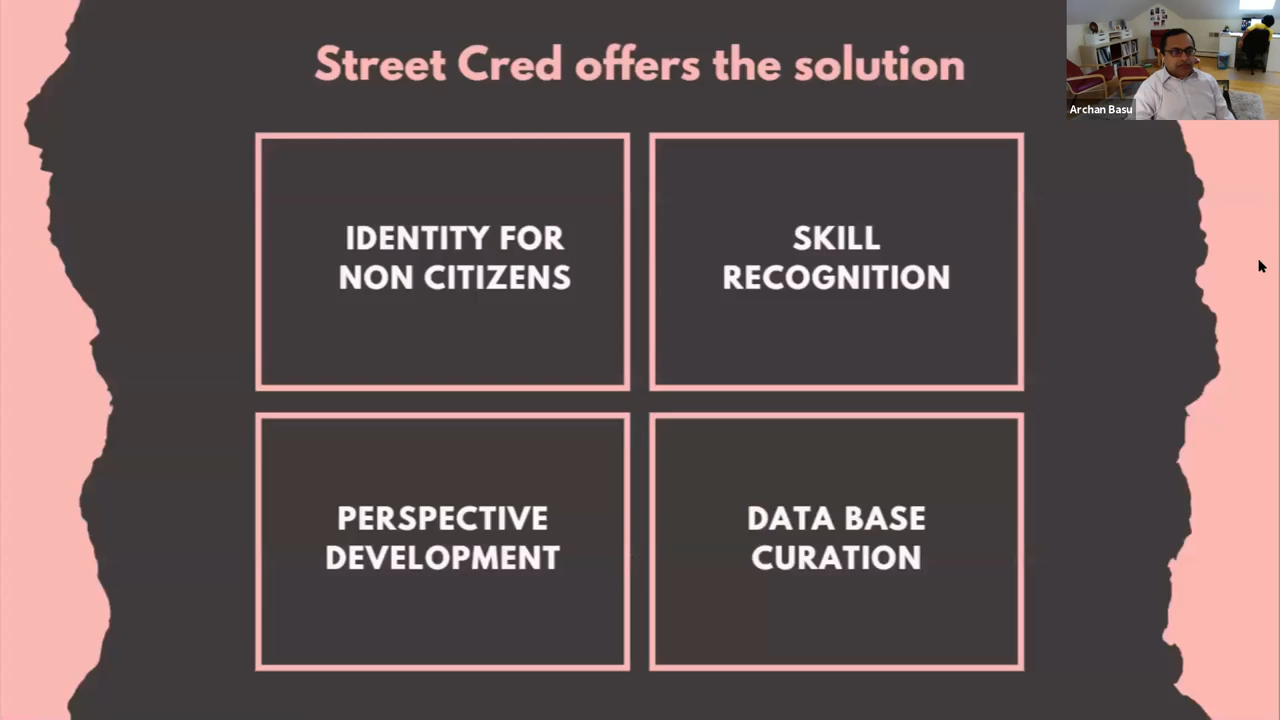 Street Cred offers the solution
Archan Basu
IDENTITY FOR
NON CITIZENS
SKILL
RECOGNITION
PERSPECTIVE
DEVELOPMENT
DATA BASE
CURATION